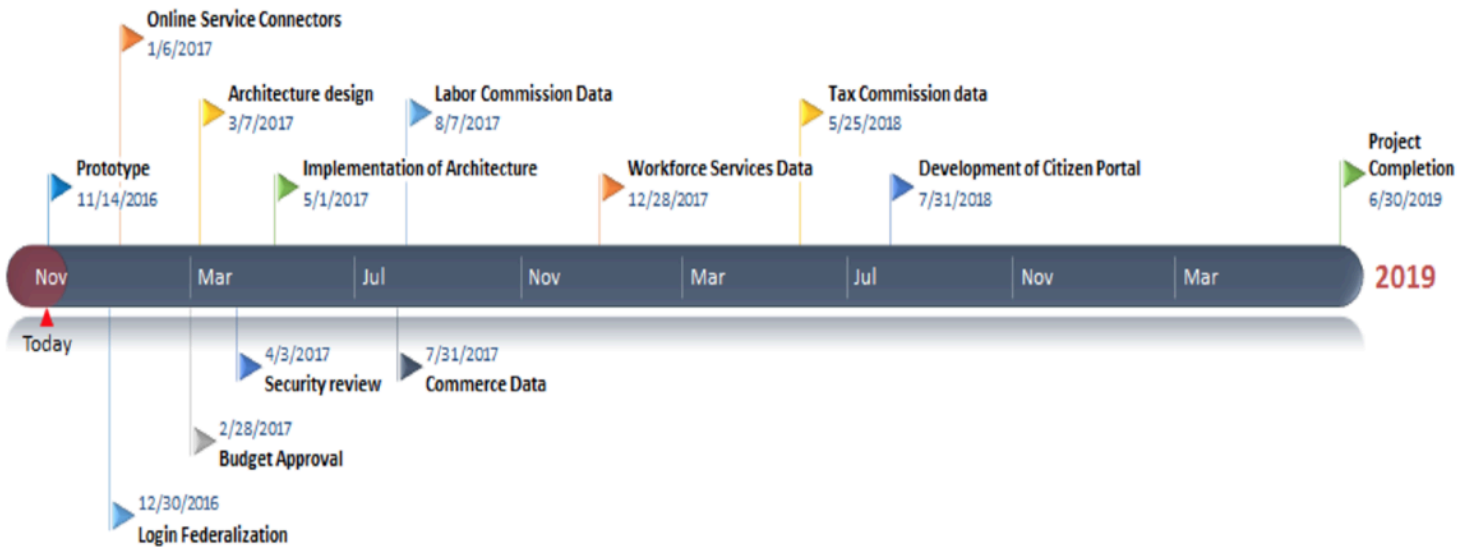 Online Service Connectors
1/6/2017
Architecture design
3/7/2017
Labor Commission Data
8/7/2017
Tax Commission data
5/25/2018
Prototype
11/14/2016
Implementation of Architecture
5/1/2017
Workforce Services Data
12/28/2017
Development of Citizen Portal
7/31/2018
Project
Completion
6/30/2019
Nov
Mar
Jul
Nov
Mar
Jul
Nov
Mar
2019
Today
4/3/2017
Security review
7/31/2017
Commerce Data
2/28/2017
Budget Approval
12/30/2016
Login Federalization